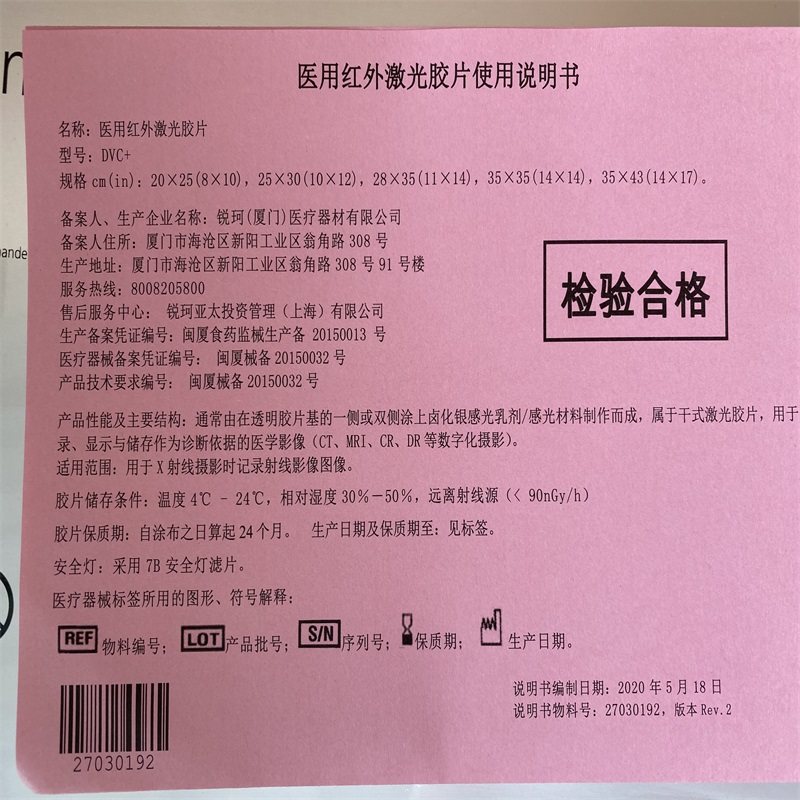 n
医用红外激光胶片使用说明书
名称：医用红外激光胶片
型号：DVC+
规格 cm(in)：20×25(8×10)，25×30(10×12)，28×35(11×14)，35×35(14×14)，35×43(14×17)。
备案人、生产企业名称：锐珂(厦门)医疗器材有限公司
备案人住所：厦门市海沧区新阳工业区翁角路 308 号
生产地址：厦门市海沧区新阳工业区翁角路 308 号 91 号楼
服务热线：8008205800
售后服务中心： 锐珂亚太投资管理（上海）有限公司
生产备案凭证编号：闽厦食药监械生产备 20150013 号
医疗器械备案凭证编号： 闽厦械备 20150032 号
产品技术要求编号： 闽厦械备 20150032 号
检验合格
产品性能及主要结构：通常由在透明胶片基的一侧或双侧涂上卤化银感光乳剂/感光材料制作而成，属于干式激光胶片，用于
录、显示与储存作为诊断依据的医学影像（CT、MRI、CR、DR 等数字化摄影）。
适用范围：用于 X 射线摄影时记录射线影像图像。
胶片储存条件：温度 4℃ - 24℃，相对湿度 30%－50%，远离射线源（< 90nGy/h）
胶片保质期：自涂布之日算起 24 个月。 生产日期及保质期至：见标签。
安全灯：采用 7B 安全灯滤片。
医疗器械标签所用的图形、符号解释：
REF 物料编号； LOT 产品批号； S/N 序列号； 保质期； 生产日期。
说明书编制日期：2020 年 5 月 18 日
说明书物料号：27030192，版本 Rev.2
27030192
ande